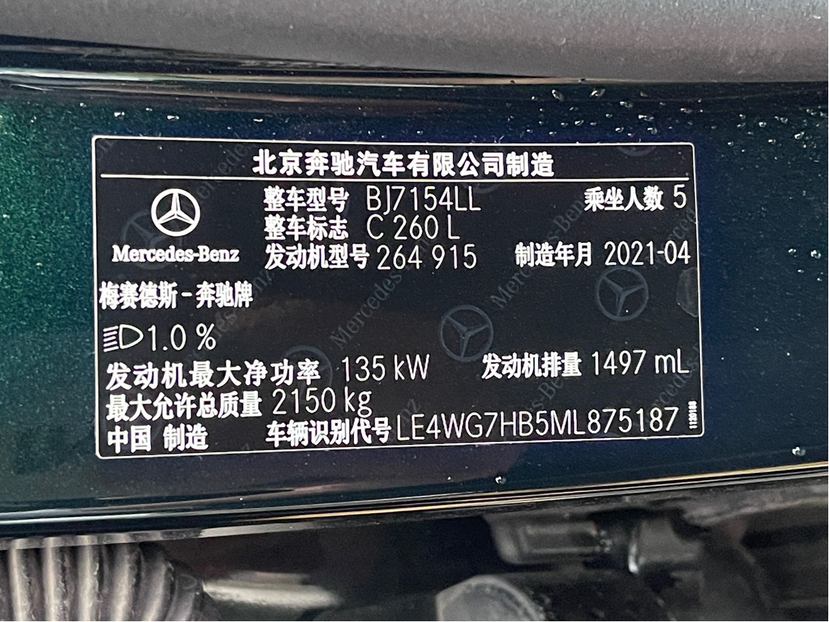 北京奔驰汽车有限公司制造
整车型号 BJ7154LL 乘坐人数 5
整车标志 C 260 L
Mercedes-Benz
发动机型号 264 915 制造年月 2021-04
梅赛德斯-奔驰牌
1.0 %
发动机最大净功率 135 kW 发动机排量 1497 mL
最大允许总质量 2150 kg
中国 制造 车辆识别代号 LE4WG7HB5ML875187